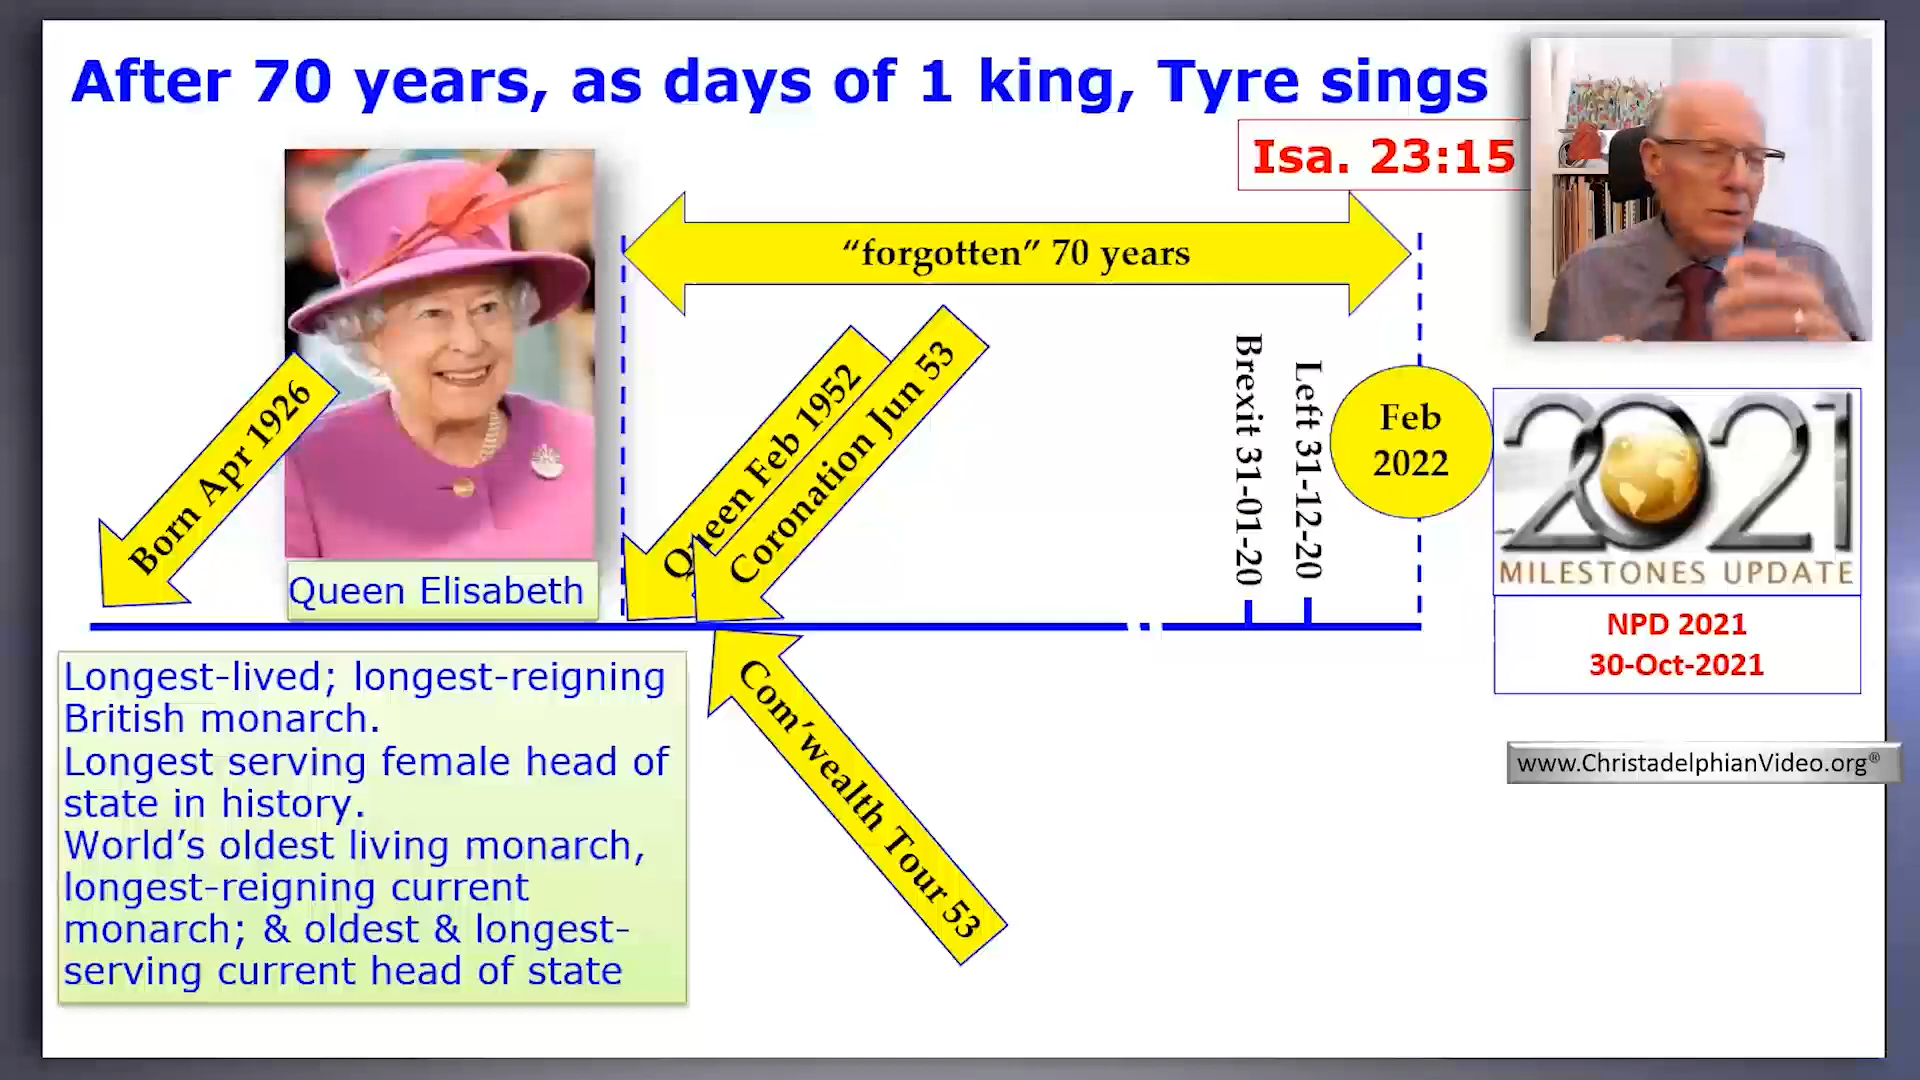 After 70 years, as days of 1 king, Tyre sings
Isa. 23:15
“forgotten” 70 years
Born Apr 1926
Queen Feb 1952
Coronation Jun 53
Brexit 31-01-20
Left 31-12-20
Feb
2022
Queen Elisabeth
2021
MILESTONES UPDATE
NPD 2021
30-Oct-2021
Com’wealth Tour 53
Longest-lived; longest-reigning
British monarch.
Longest serving female head of
state in history.
World’s oldest living monarch,
longest-reigning current
monarch; & oldest & longest-
serving current head of state
www.ChristadelphianVideo.org®